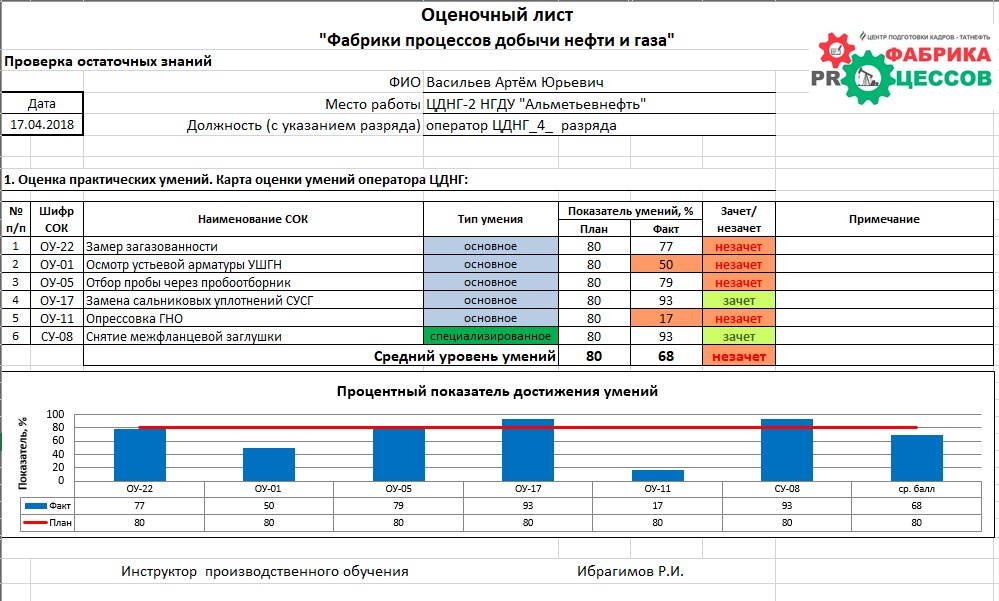 Оценочный лист
"Фабрики процессов добычи нефти и газа"
ЦЕНТР ПОДГОТОВКИ КАДРОВ - ТАТНЕФТЬ
ФАБРИКА
PROЦЕССОВ
Проверка остаточных знаний
ФИО Васильев Артём Юрьевич
Дата Место работы ЦДНГ-2 НГДУ "Альметьевнефть"
17.04.2018 Должность (с указанием разряда) оператор ЦДНГ_4_ разряда
1. Оценка практических умений. Карта оценки умений оператора ЦДНГ:
№ п/п Шифр СОК Наименование СОК Тип умения Показатель умений, % Зачет/ незачет Примечание
План Факт
1 ОУ-22 Замер загазованности основное 80 77 незачет
2 ОУ-01 Осмотр устьевой арматуры УШГН основное 80 50 незачет
3 ОУ-05 Отбор пробы через пробоотборник основное 80 79 незачет
4 ОУ-17 Замена сальниковых уплотнений СУСГ основное 80 93 зачет
5 ОУ-11 Опрессовка ГНО основное 80 17 незачет
6 СУ-08 Снятие межфланцевой заглушки специализированное 80 93 зачет
Средний уровень умений 80 68 незачет
Процентный показатель достижения умений
Показатель, %
100
80
60
40
20
0
ОУ-22 ОУ-01 ОУ-05 ОУ-17 ОУ-11 СУ-08 ср. балл
Факт 77 50 79 93 17 93 68
План 80 80 80 80 80 80 80
Инструктор производственного обучения Ибрагимов Р.И.